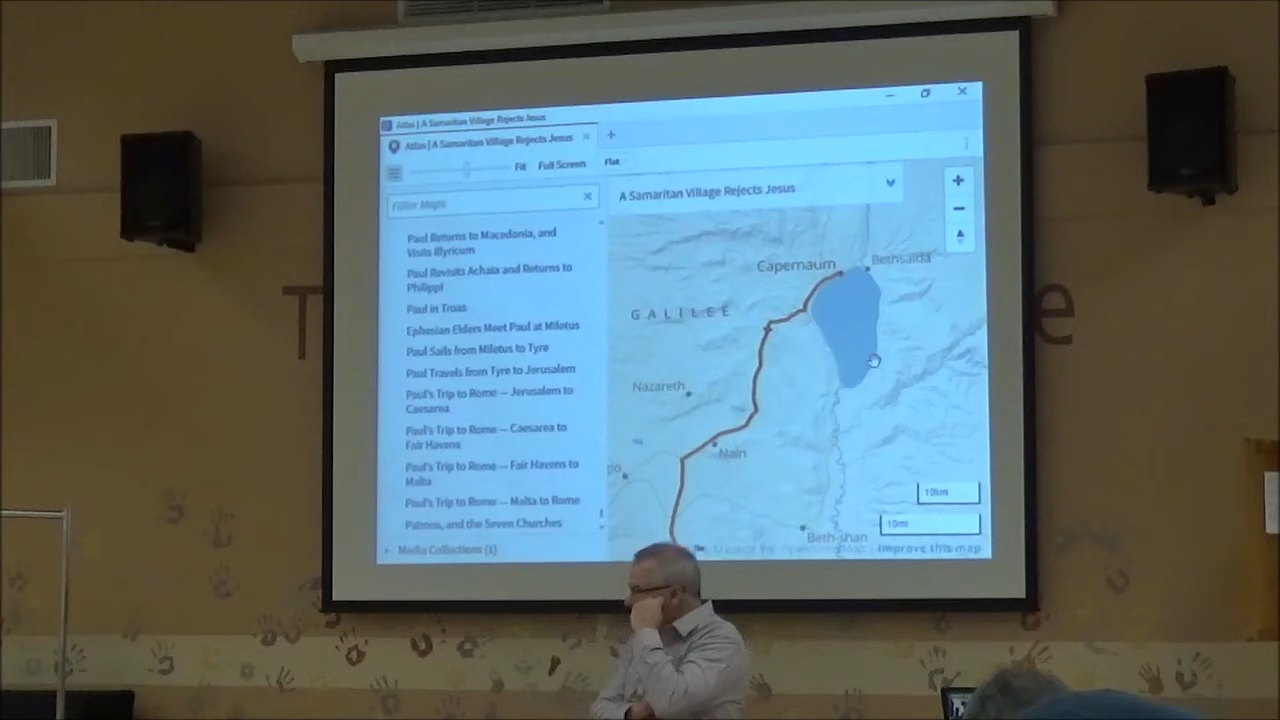 Atlas | A Samaritan Village Rejects Jesus
Atlas | A Samaritan Village Rejects Jesus
Fit Full Screen Flat
Filter Maps
Paul Returns to Macedonia, and
Visits Illyricum
Paul Revisits Achaia and Returns to
Philippi
Paul in Troas
Ephesian Elders Meet Paul at Miletus
Paul Sails from Miletus to Tyre
Paul Travels from Tyre to Jerusalem
Paul's Trip to Rome — Jerusalem to
Caesarea
Paul's Trip to Rome — Caesarea to
Fair Havens
Paul's Trip to Rome — Fair Havens to
Malta
Paul's Trip to Rome — Malta to Rome
Patmos, and the Seven Churches
Media Collections (1)
A Samaritan Village Rejects Jesus
Capernaum
Bethsaida
GALILEE
Nazareth
Nain
Beth-shan
10km
10mi
Improve this map
T
e